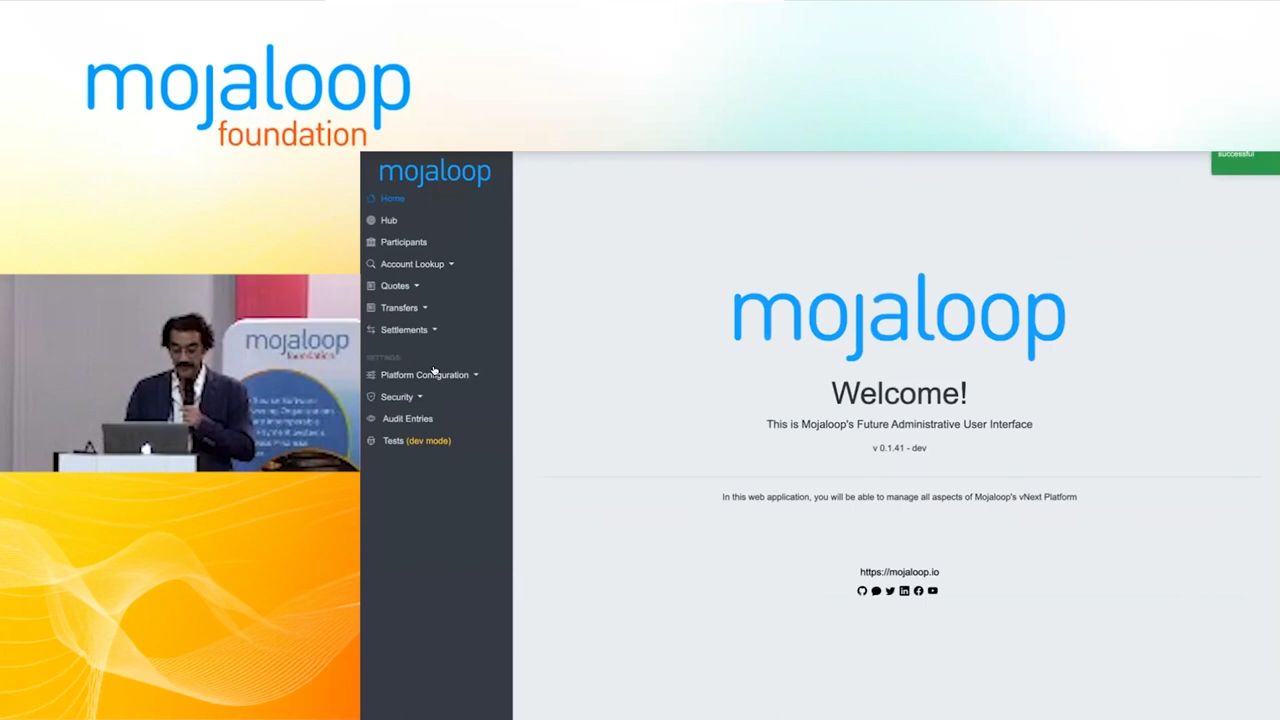 mojaloop
foundation
mojaloop
successful
Home
Hub
Participants
Account Lookup
Quotes
Transfers
Settlements
SETTINGS
Platform Configuration
Security
Audit Entries
Tests (dev mode)
mojaloop
Welcome!
This is Mojaloop's Future Administrative User Interface
v 0.1.41 - dev
In this web application, you will be able to manage all aspects of Mojaloop's vNext Platform
https://mojaloop.io
mojaloop
foundation